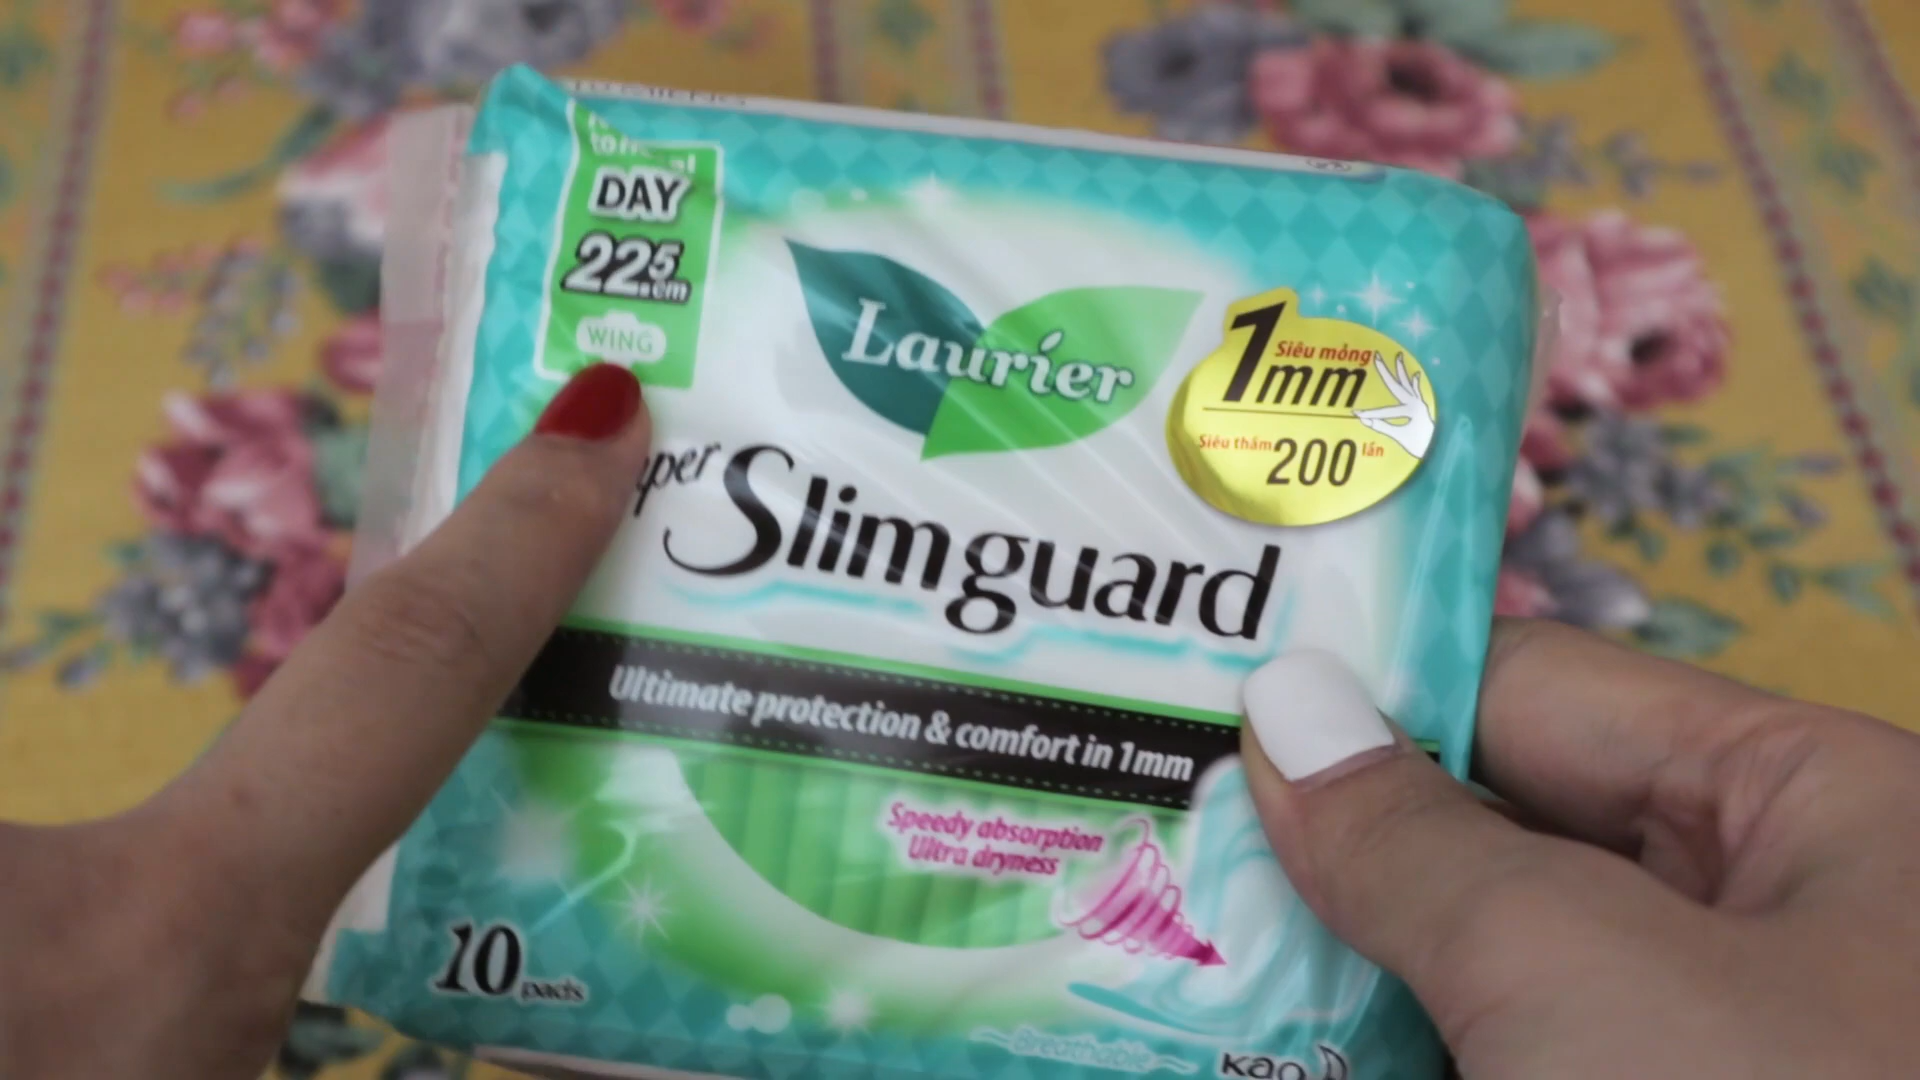 DAY
22.5cm
WING
Laurier
1mm
Siêu mỏng
Siêu thấm 200 lần
Slimguard
Ultimate protection & comfort in 1mm
Speedy absorption
Ultra dryness
10 pads
Breathable
Kao